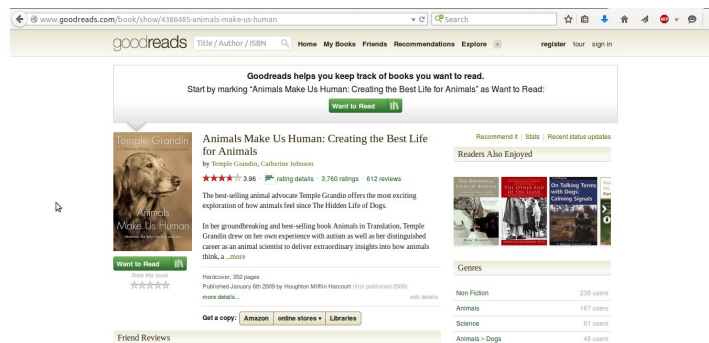 www.goodreads.com/book/show/4386485-animals-make-us-human
Search
goodreads
Title / Author / ISBN
Home My Books Friends Recommendations Explore
register tour sign in
Goodreads helps you keep track of books you want to read.
Start by marking “Animals Make Us Human: Creating the Best Life for Animals” as Want to Read:
Want to Read
Temple Grandin
Animals
Make Us Human
Want to Read
Rate this book
Animals Make Us Human: Creating the Best Life
for Animals
by Temple Grandin, Catherine Johnson
3.96 · rating details · 3,760 ratings · 612 reviews
The best-selling animal advocate Temple Grandin offers the most exciting
exploration of how animals feel since The Hidden Life of Dogs.
In her groundbreaking and best-selling book Animals in Translation, Temple
Grandin drew on her own experience with autism as well as her distinguished
career as an animal scientist to deliver extraordinary insights into how animals
think, a ...more
Hardcover, 352 pages
Published January 6th 2009 by Houghton Mifflin Harcourt (first published 2009)
more details...
edit details
Get a copy: Amazon online stores ▾ Libraries
Friend Reviews
Recommend it | Stats | Recent status updates
Readers Also Enjoyed
The Emotional
Lives of Animals
The Other End
of the Leash
On Talking Terms
with Dogs:
Calming Signals
Genres
Non Fiction 238 users
Animals 167 users
Science 61 users
Animals > Dogs 48 users